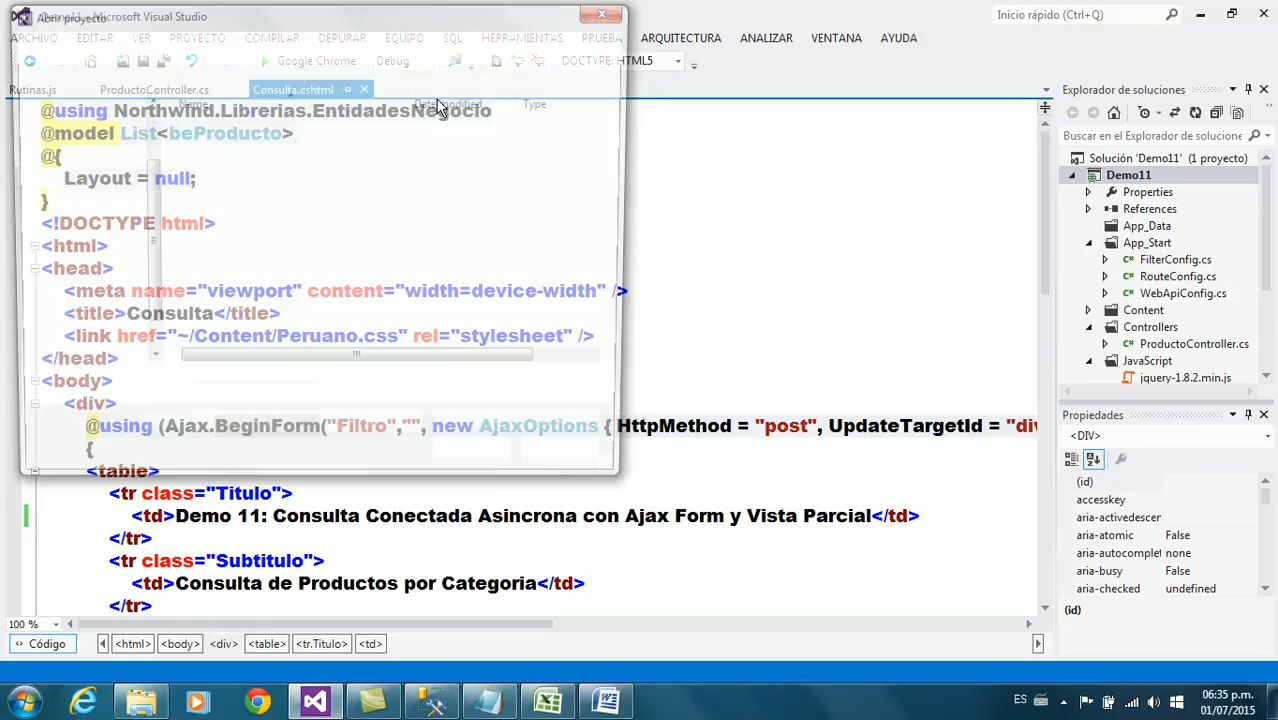 Abrir proyecto
Demo11 - Microsoft Visual Studio
Inicio rápido (Ctrl+Q)
ARCHIVO EDITAR VER PROYECTO COMPILAR DEPURAR EQUIPO SQL HERRAMIENTAS PRUEBA ARQUITECTURA ANALIZAR VENTANA AYUDA
Google Chrome Debug DOCTYPE: HTML5
Rutinas.js ProductoController.cs Consulta.cshtml
Name Date modified Type
@using Northwind.Librerias.EntidadesNegocio
@model List<beProducto>
@{
Layout = null;
}
<!DOCTYPE html>
<html>
<head>
<meta name="viewport" content="width=device-width" />
<title>Consulta</title>
<link href="~/Content/Peruano.css" rel="stylesheet" />
</head>
<body>
<div>
@using (Ajax.BeginForm("Filtro","", new AjaxOptions { HttpMethod = "post", UpdateTargetId = "div
{
<table>
<tr class="Titulo">
<td>Demo 11: Consulta Conectada Asincrona con Ajax Form y Vista Parcial</td>
</tr>
<tr class="Subtitulo">
<td>Consulta de Productos por Categoria</td>
</tr>
100 %
Código <html> <body> <div> <table> <tr.Titulo> <td>
Explorador de soluciones
Buscar en el Explorador de solucione
Solución 'Demo11' (1 proyecto)
Demo11
Properties
References
App_Data
App_Start
FilterConfig.cs
RouteConfig.cs
WebApiConfig.cs
Content
Controllers
ProductoController.cs
JavaScript
jquery-1.8.2.min.js
Propiedades
<DIV>
(id)
accesskey
aria-activedescen
aria-atomic False
aria-autocomplet none
aria-busy False
aria-checked undefined
(id)
ES
06:35 p.m.
01/07/2015